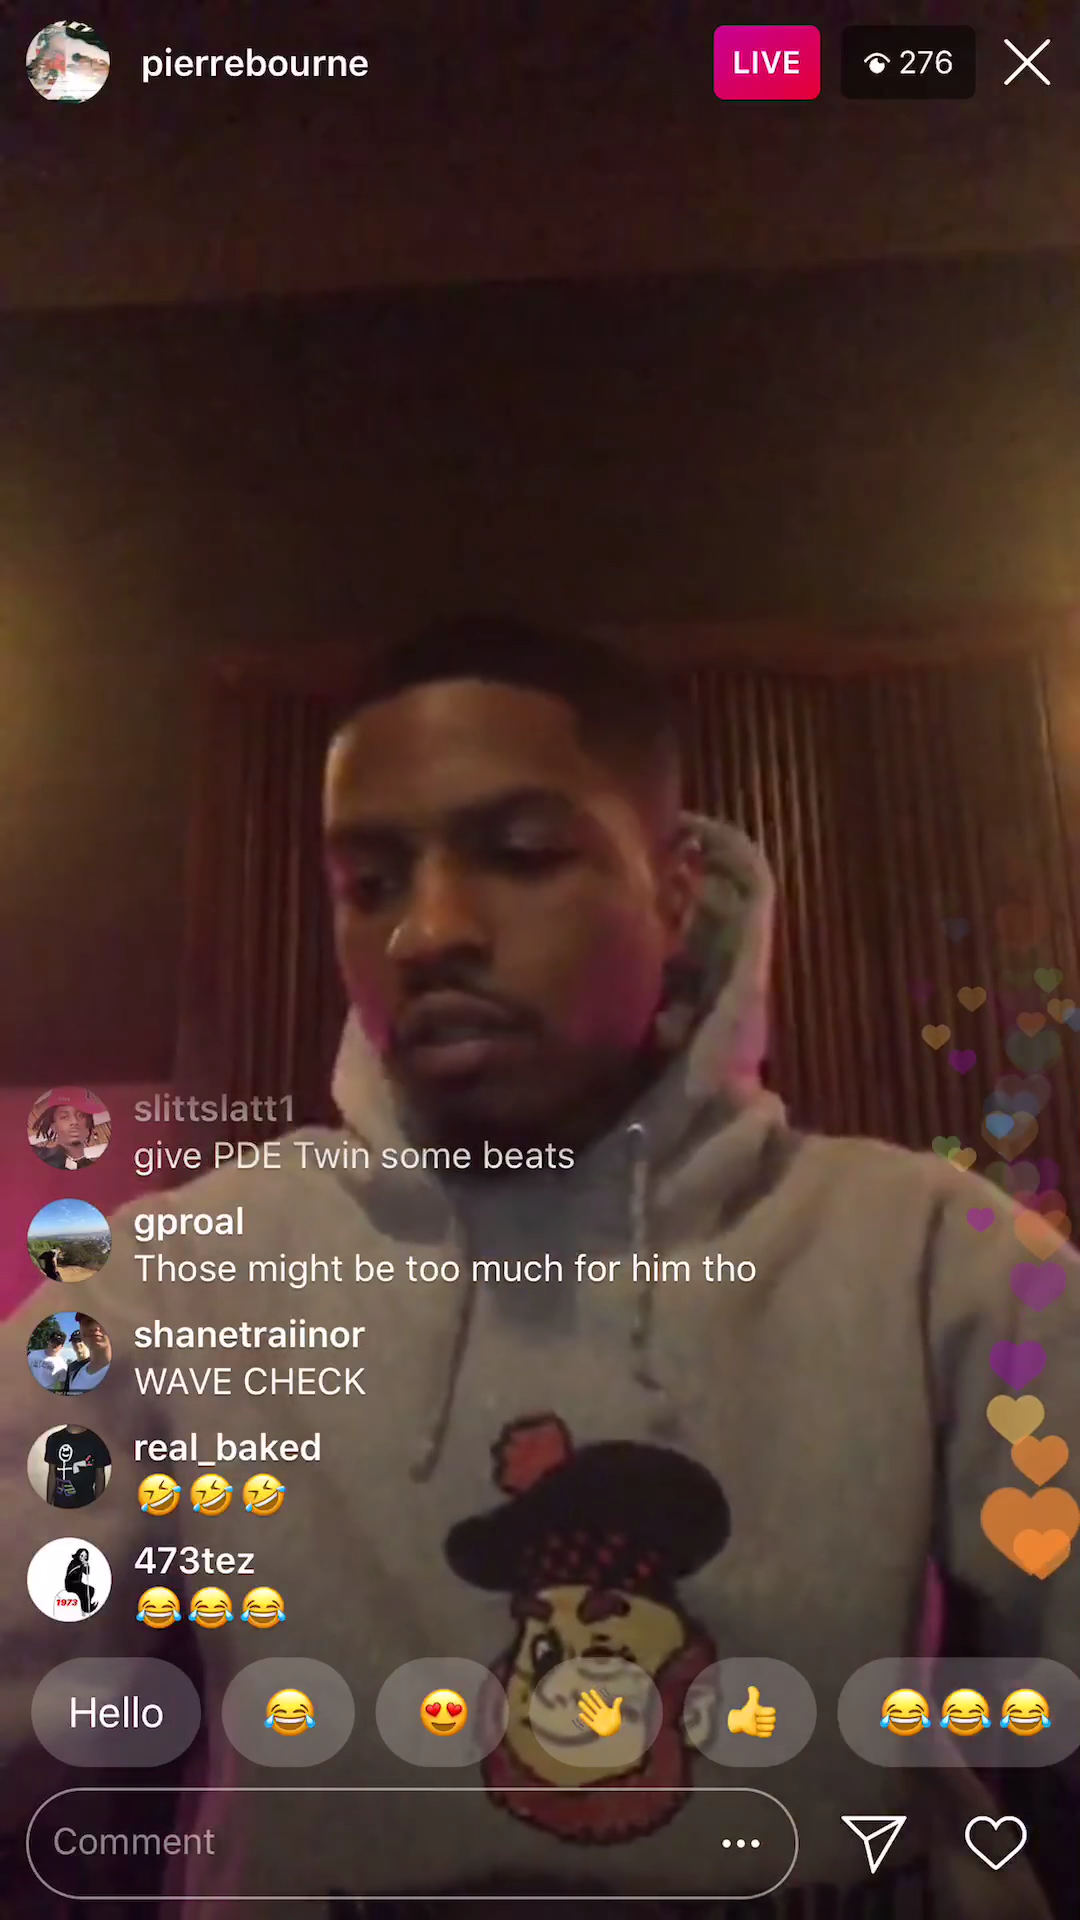 pierrebourne
LIVE
276
slittslatt1
give PDE Twin some beats
gproal
Those might be too much for him tho
shanetraiinor
WAVE CHECK
real_baked
🤣🤣🤣
473tez
😂😂😂
1973
Hello 😂 😍 👋 👍 😂😂😂
Comment